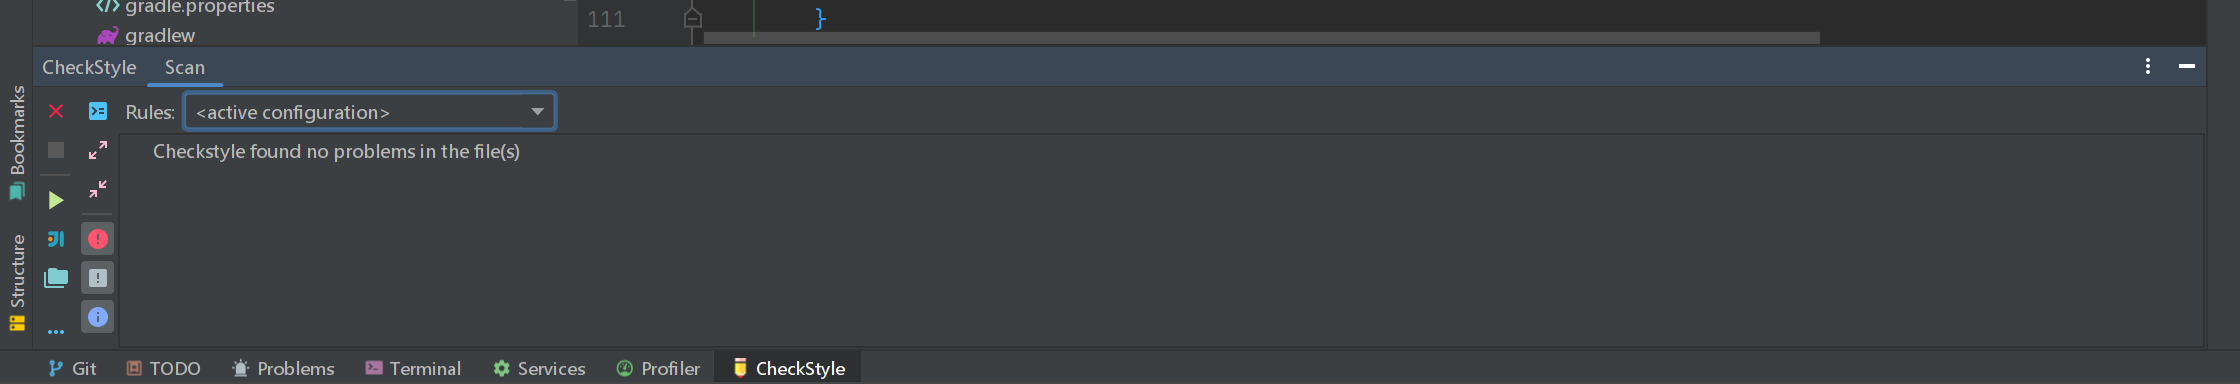 gradle.properties
gradlew
111 }
CheckStyle Scan
Rules: <active configuration>
Checkstyle found no problems in the file(s)
Bookmarks
Structure
Git TODO Problems Terminal Services Profiler CheckStyle